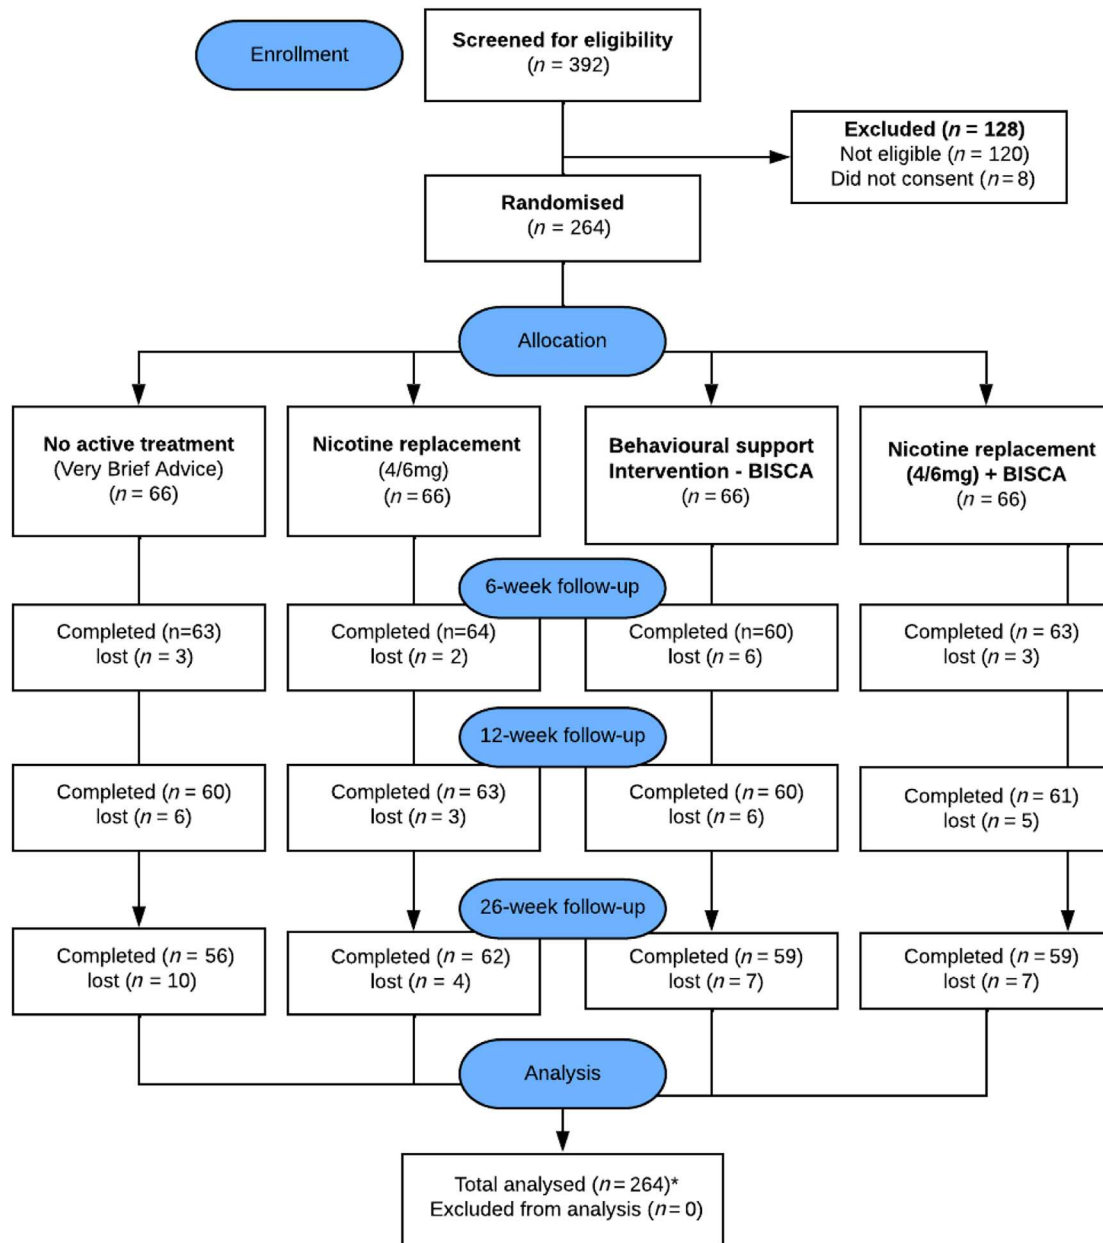 Enrollment
Screened for eligibility
(n = 392)
Excluded (n = 128)
Not eligible (n = 120)
Did not consent (n = 8)
Randomised
(n = 264)
Allocation
No active treatment
(Very Brief Advice)
(n = 66)
Nicotine replacement
(4/6mg)
(n = 66)
Behavioural support
Intervention - BISCA
(n = 66)
Nicotine replacement
(4/6mg) + BISCA
(n = 66)
6-week follow-up
Completed (n=63)
lost (n = 3)
Completed (n=64)
lost (n = 2)
Completed (n=60)
lost (n = 6)
Completed (n = 63)
lost (n = 3)
12-week follow-up
Completed (n = 60)
lost (n = 6)
Completed (n = 63)
lost (n = 3)
Completed (n = 60)
lost (n = 6)
Completed (n = 61)
lost (n = 5)
26-week follow-up
Completed (n = 56)
lost (n = 10)
Completed (n = 62)
lost (n = 4)
Completed (n = 59)
lost (n = 7)
Completed (n = 59)
lost (n = 7)
Analysis
Total analysed (n = 264)*
Excluded from analysis (n = 0)